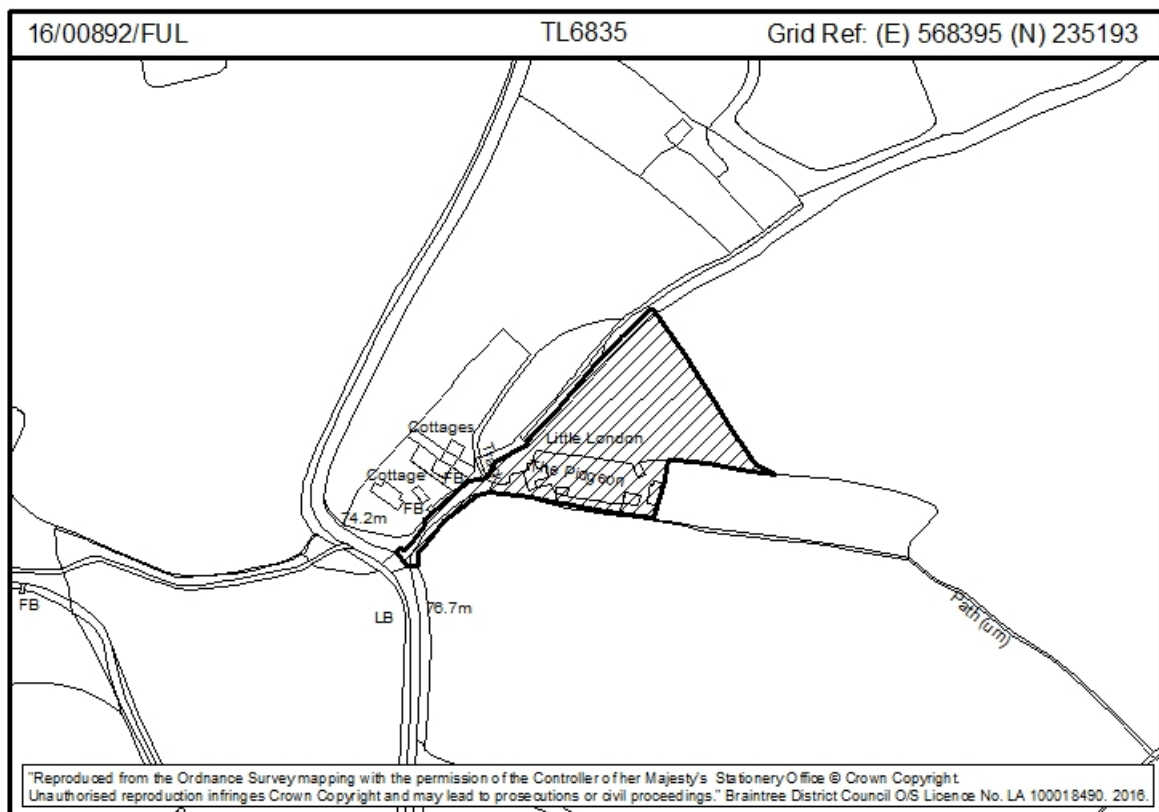 16/00892/FUL TL6835 Grid Ref: (E) 568395 (N) 235193
Cottages
Little London
Cottage
FB
The Pidgeon
FB
74.2m
FB
LB
76.7m
Path (um)
"Reproduced from the Ordnance Survey mapping with the permission of the Controller of her Majesty's Stationery Office © Crown Copyright.
Unauthorised reproduction infringes Crown Copyright and may lead to prosecutions or civil proceedings." Braintree District Council O/S Licence No. LA 100018490, 2016.